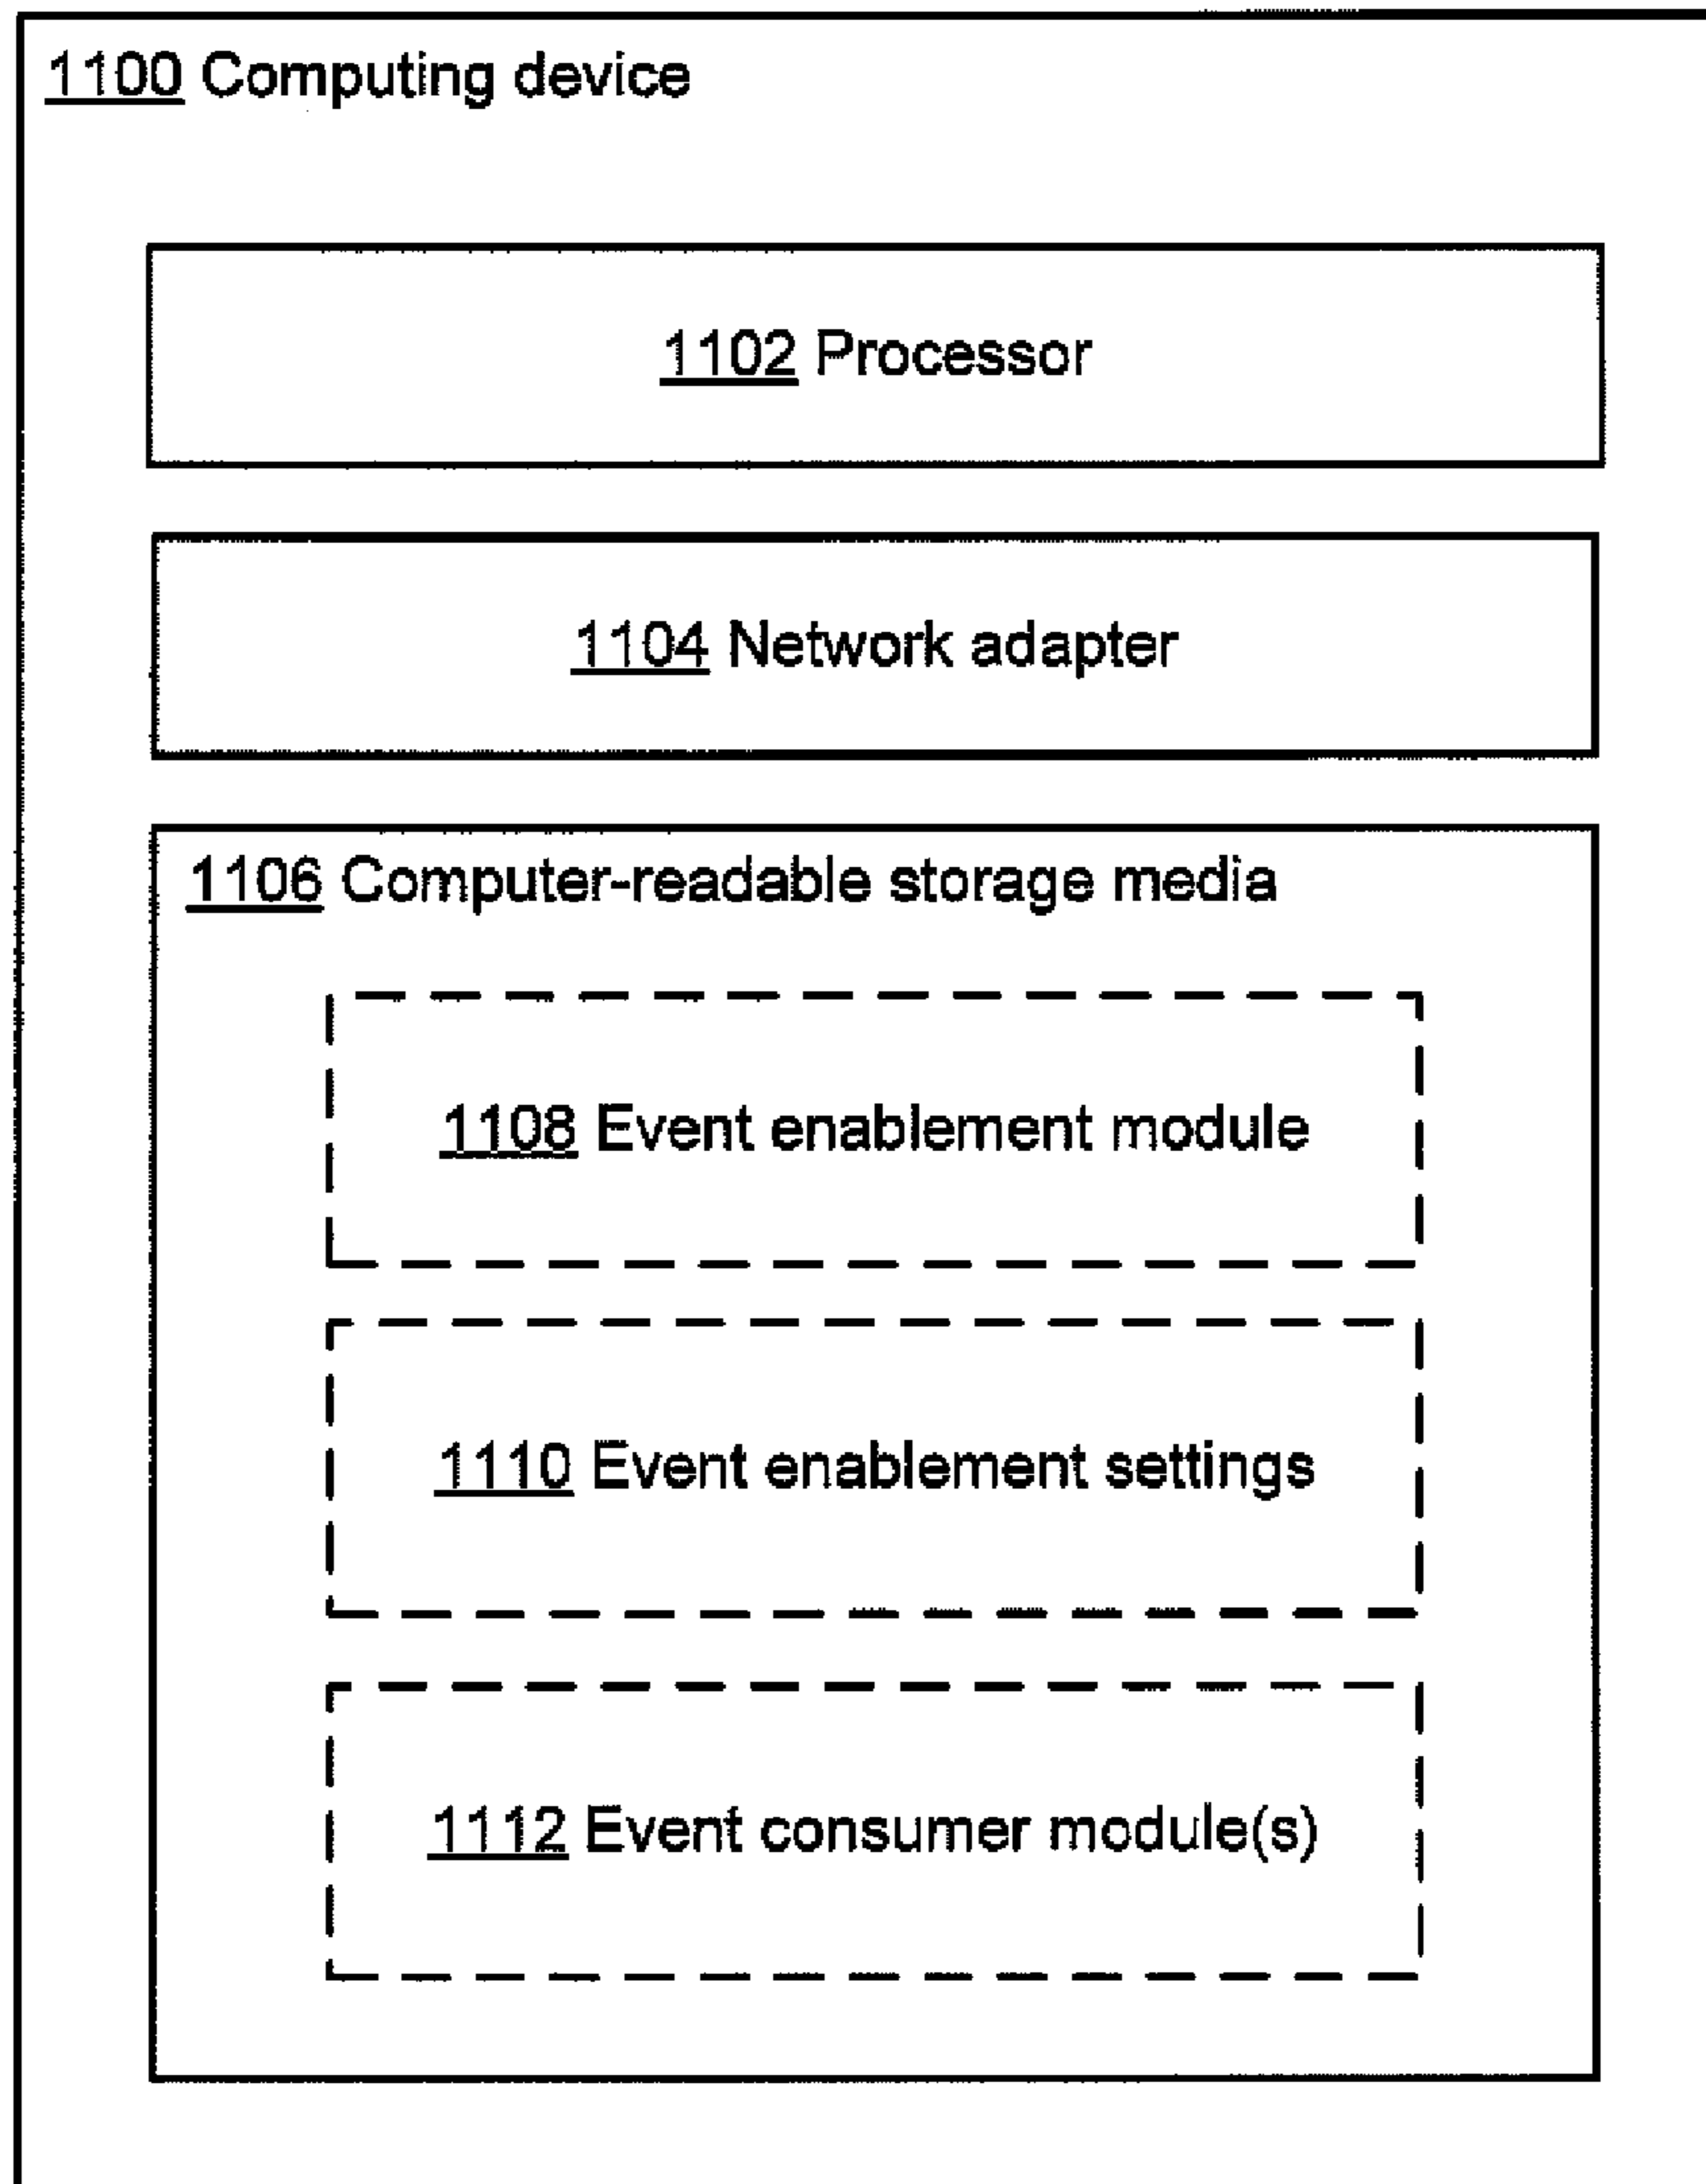 1100 Computing device
1102 Processor
1104 Network adapter
1106 Computer-readable storage media
1108 Event enablement module
1110 Event enablement settings
1112 Event consumer module(s)